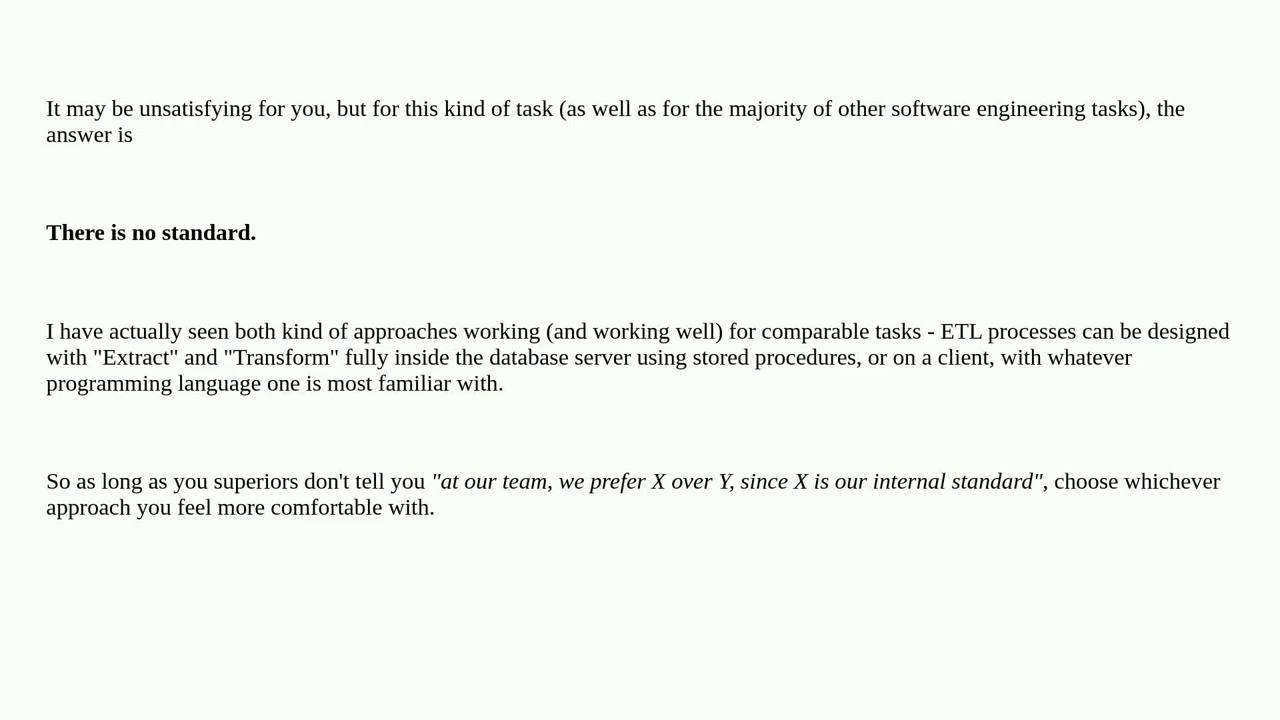 It may be unsatisfying for you, but for this kind of task (as well as for the majority of other software engineering tasks), the
answer is
There is no standard.
I have actually seen both kind of approaches working (and working well) for comparable tasks - ETL processes can be designed
with "Extract" and "Transform" fully inside the database server using stored procedures, or on a client, with whatever
programming language one is most familiar with.
So as long as you superiors don't tell you "at our team, we prefer X over Y, since X is our internal standard", choose whichever
approach you feel more comfortable with.